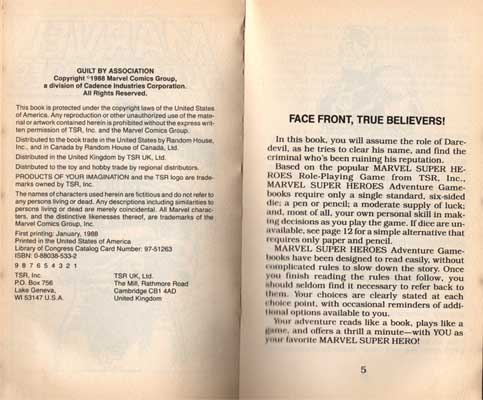 GUILT BY ASSOCIATION
Copyright ©1988 Marvel Comics Group,
a division of Cadence Industries Corporation.
All Rights Reserved.
This book is protected under the copyright laws of the United States
of America. Any reproduction or other unauthorized use of the mate-
rial or artwork contained herein is prohibited without the express writ-
ten permission of TSR, Inc. and the Marvel Comics Group.
Distributed to the book trade in the United States by Random House,
Inc., and in Canada by Random House of Canada, Ltd.
Distributed in the United Kingdom by TSR UK, Ltd.
Distributed to the toy and hobby trade by regional distributors.
PRODUCTS OF YOUR IMAGINATION and the TSR logo are trade-
marks owned by TSR, Inc.
The names of characters used herein are fictitious and do not refer to
any persons living or dead. Any descriptions including similarities to
persons living or dead are merely coincidental. All Marvel charac-
ters, and the distinctive likenesses thereof, are trademarks of the
Marvel Comics Group, Inc.
First printing: January, 1988
Printed in the United States of America
Library of Congress Catalog Card Number: 97-51263
ISBN: 0-88038-533-2
9 8 7 6 5 4 3 2 1
TSR, Inc.
P.O. Box 756
Lake Geneva,
WI 53147 U.S.A.
TSR UK, Ltd.
The Mill, Rathmore Road
Cambridge CB1 4AD
United Kingdom
FACE FRONT, TRUE BELIEVERS!
In this book, you will assume the role of Dare-
devil, as he tries to clear his name, and find the
criminal who's been ruining his reputation.
Based on the popular MARVEL SUPER HE-
ROES Role-Playing Game from TSR, Inc.,
MARVEL SUPER HEROES Adventure Game-
books require only a single standard, six-sided
die; a pen or pencil; a moderate supply of luck;
and, most of all, your own personal skill in mak-
ing decisions as you play the game. If dice are un-
available, see page 12 for a simple alternative that
requires only paper and pencil.
MARVEL SUPER HEROES Adventure Game-
books have been designed to read easily, without
complicated rules to slow down the story. Once
you finish reading the rules that follow, you
should seldom find it necessary to refer back to
them. Your choices are clearly stated at each
choice point, with occasional reminders of addi-
tional options available to you.
Your adventure reads like a book, plays like a
game, and offers a thrill a minute—with YOU as
your favorite MARVEL SUPER HERO!
5